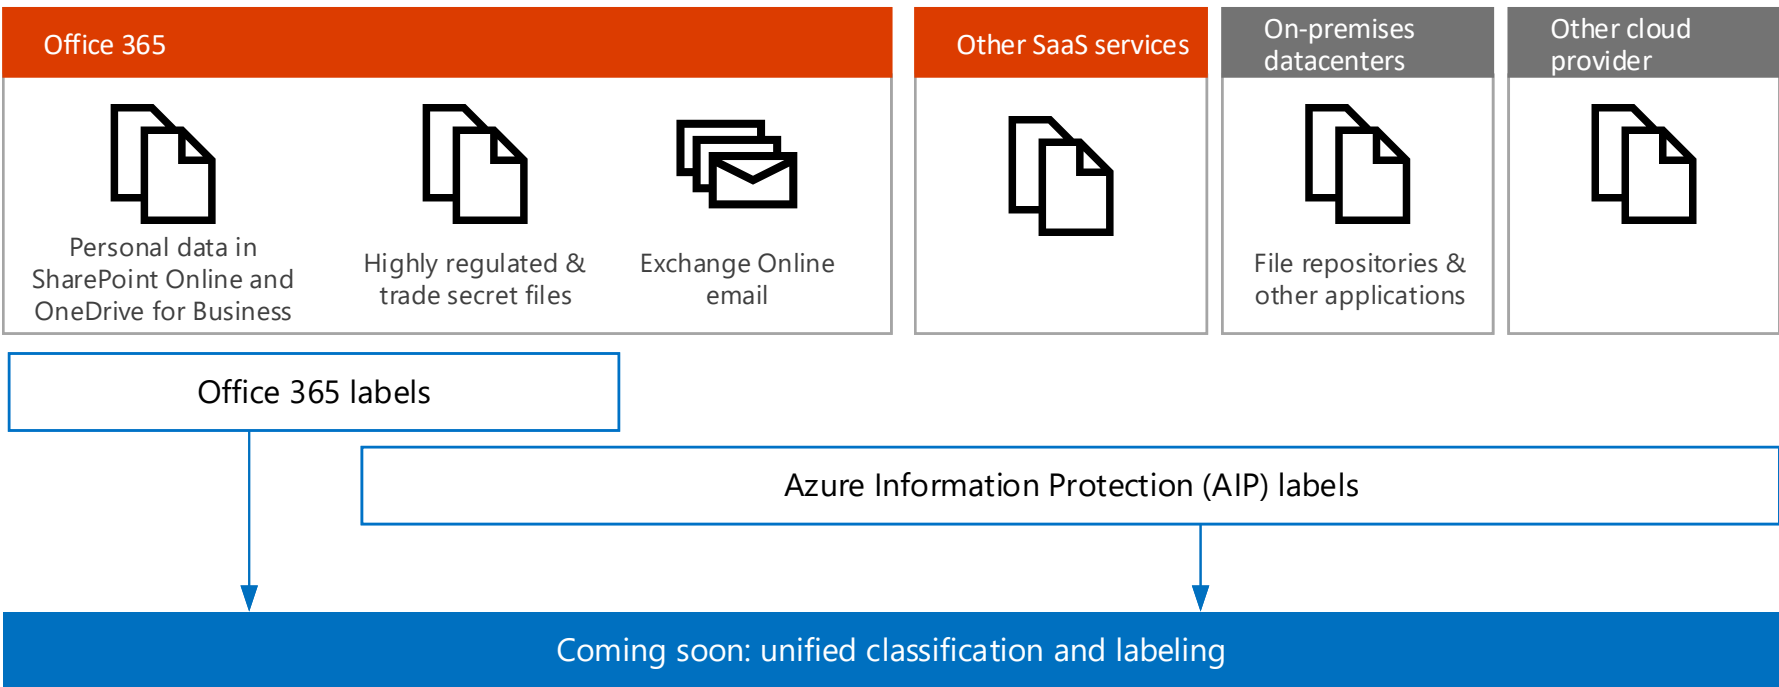 Office 365
Other SaaS services
On-premises
datacenters
Other cloud
provider
Personal data in
SharePoint Online and
OneDrive for Business
Highly regulated &
trade secret files
Exchange Online
email
File repositories &
other applications
Office 365 labels
Azure Information Protection (AIP) labels
Coming soon: unified classification and labeling